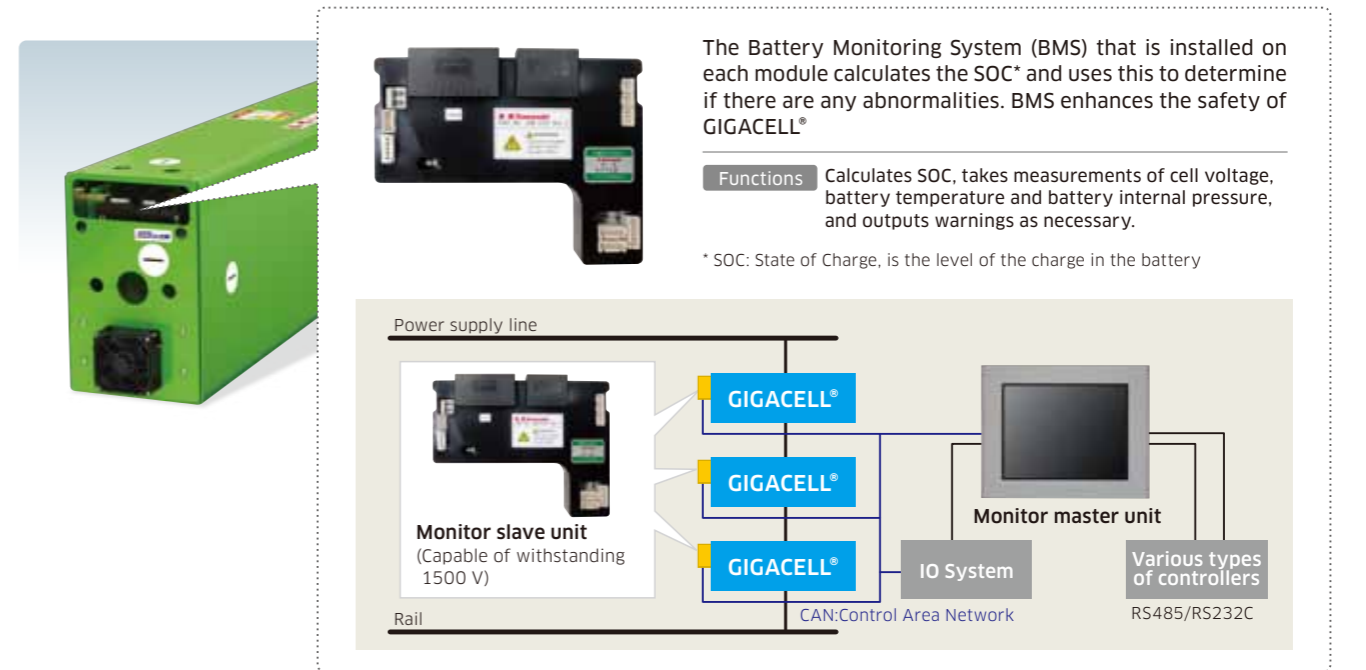 The Battery Monitoring System (BMS) that is installed on
each module calculates the SOC* and uses this to determine
if there are any abnormalities. BMS enhances the safety of
GIGACELL®
Functions
Calculates SOC, takes measurements of cell voltage,
battery temperature and battery internal pressure,
and outputs warnings as necessary.
* SOC: State of Charge, is the level of the charge in the battery
Power supply line
GIGACELL®
GIGACELL®
GIGACELL®
Monitor slave unit
(Capable of withstanding
1500 V)
Monitor master unit
IO System
Various types
of controllers
CAN:Control Area Network
RS485/RS232C
Rail